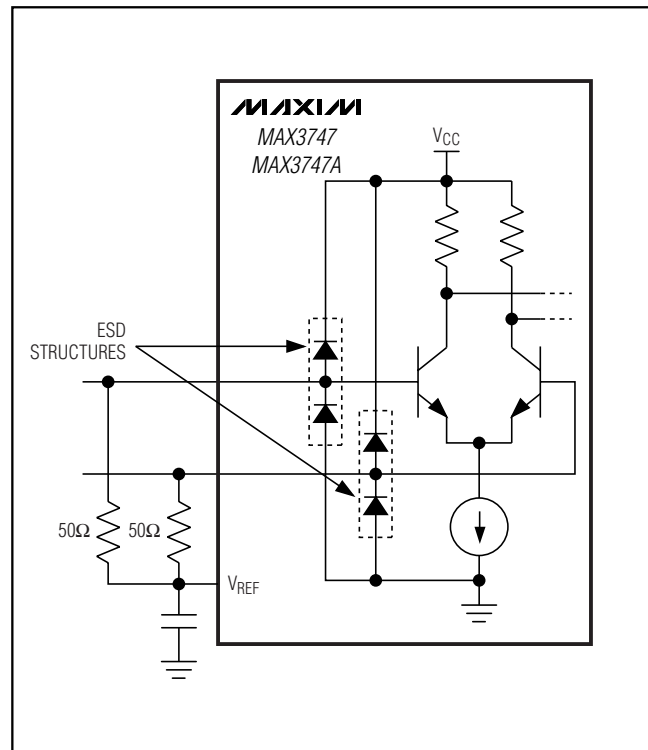 MAXIM
MAX3747
MAX3747A
VCC
ESD
STRUCTURES
50Ω 50Ω
VREF